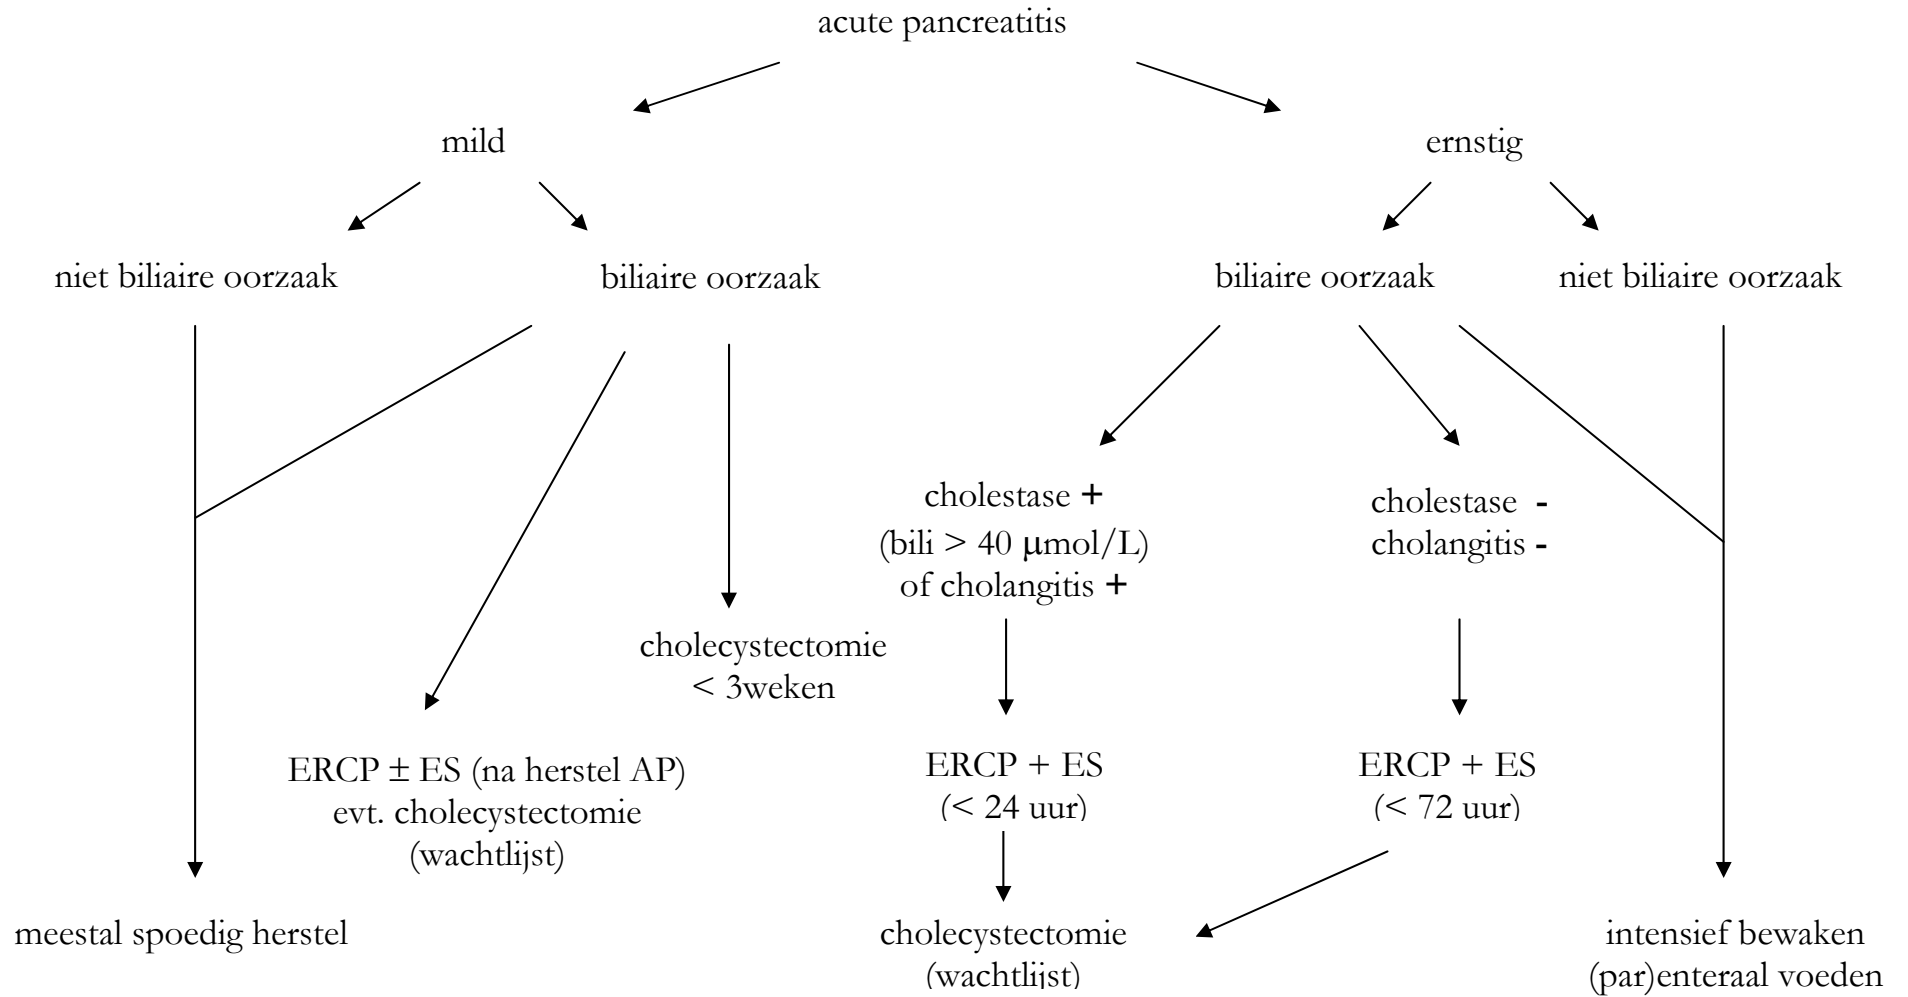 acute pancreatitis
mild
ernstig
niet biliaire oorzaak
biliaire oorzaak
biliaire oorzaak
niet biliaire oorzaak
cholestase +
(bili > 40 µmol/L)
of cholangitis +
cholestase -
cholangitis -
cholecystectomie
< 3weken
ERCP ± ES (na herstel AP)
evt. cholecystectomie
(wachtlijst)
ERCP + ES
(< 24 uur)
ERCP + ES
(< 72 uur)
meestal spoedig herstel
cholecystectomie
(wachtlijst)
intensief bewaken
(par)enteraal voeden